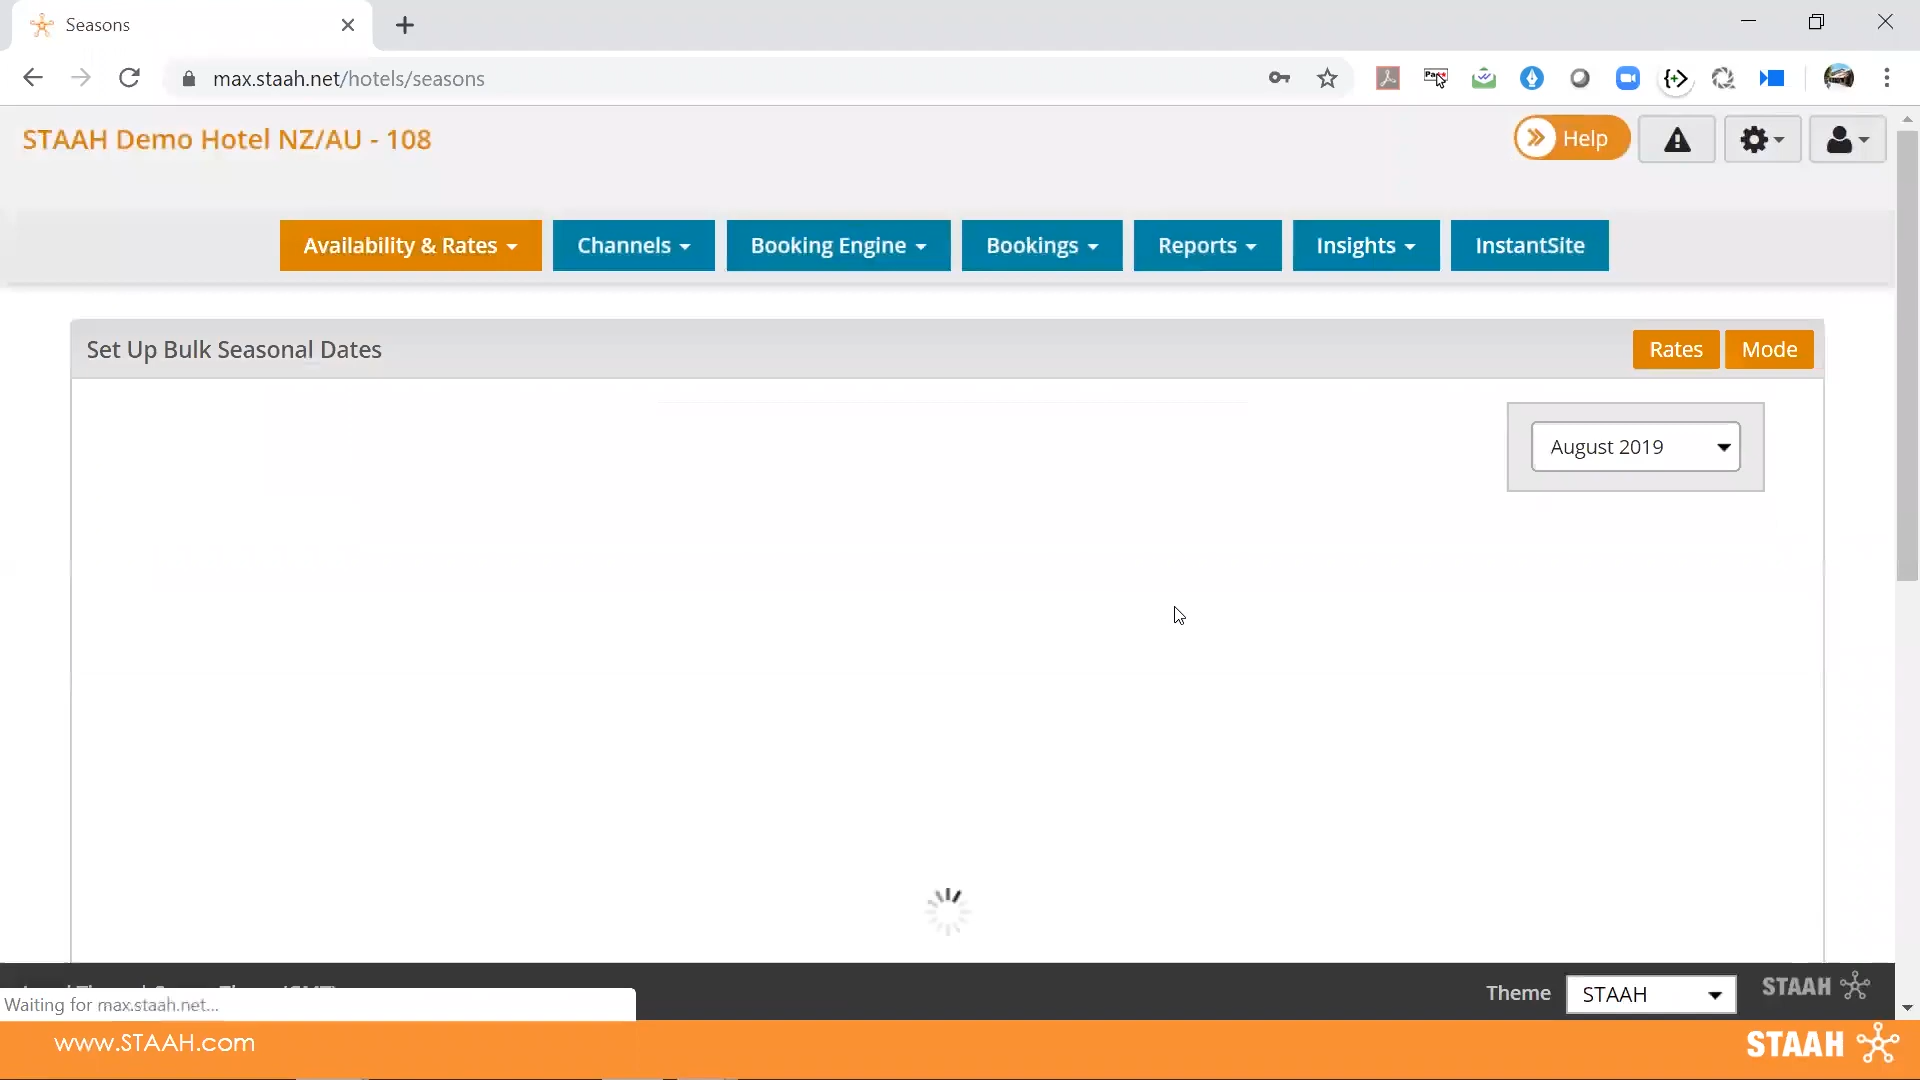 Seasons
max.staah.net/hotels/seasons
STAAH Demo Hotel NZ/AU - 108
Help
Availability & Rates
Channels
Booking Engine
Bookings
Reports
Insights
InstantSite
Set Up Bulk Seasonal Dates
Rates
Mode
August 2019
Theme
STAAH
STAAH
Waiting for max.staah.net...
www.STAAH.com
STAAH